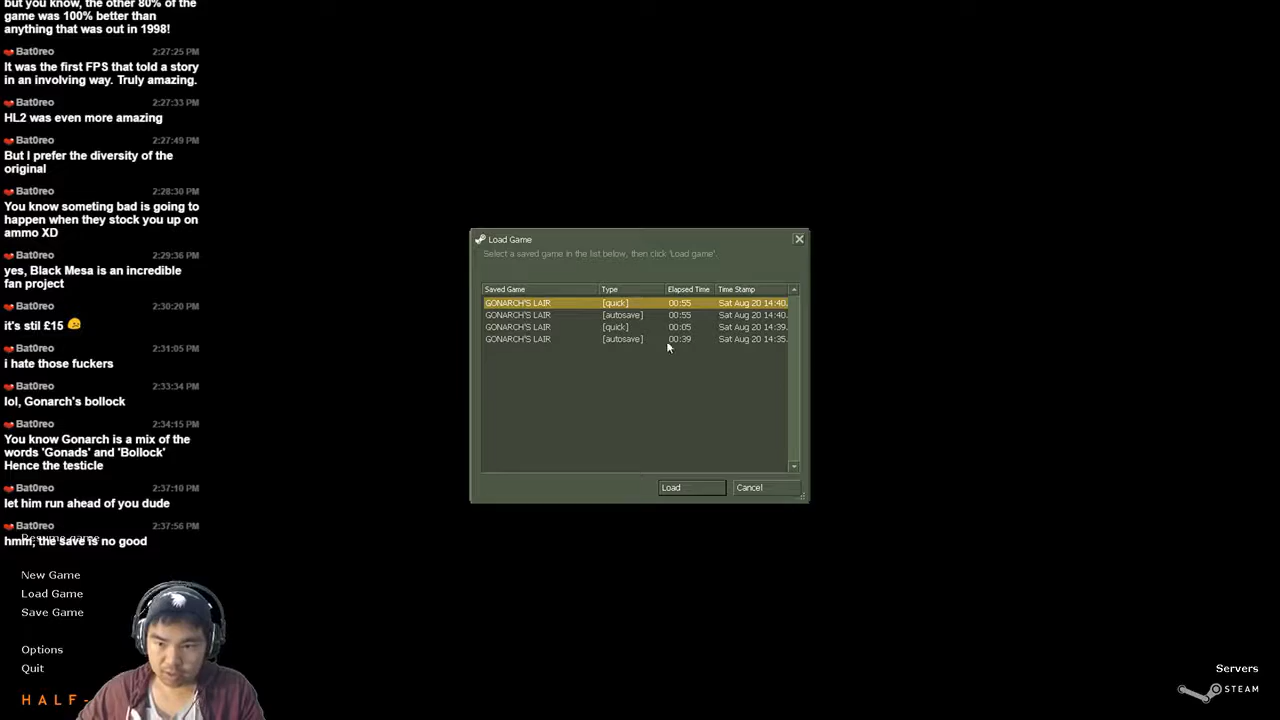 but you know, the other 80% of the
game was 100% better than
anything that was out in 1998!
Bat0reo 2:27:25 PM
It was the first FPS that told a story
in an involving way. Truly amazing.
Bat0reo 2:27:33 PM
HL2 was even more amazing
Bat0reo 2:27:49 PM
But I prefer the diversity of the
original
Bat0reo 2:28:30 PM
You know someting bad is going to
happen when they stock you up on
ammo XD
Bat0reo 2:29:36 PM
yes, Black Mesa is an incredible
fan project
Bat0reo 2:30:20 PM
it's stil £15
Bat0reo 2:31:05 PM
i hate those fuckers
Bat0reo 2:33:34 PM
lol, Gonarch's bollock
Bat0reo 2:34:15 PM
You know Gonarch is a mix of the
words 'Gonads' and 'Bollock'
Hence the testicle
Bat0reo 2:37:10 PM
let him run ahead of you dude
Bat0reo 2:37:56 PM
hmm, the save is no good
Resume game
New Game
Load Game
Save Game
Options
Quit
HALF-
Load Game
Select a saved game in the list below, then click 'Load game'.
Saved Game Type Elapsed Time Time Stamp
GONARCH'S LAIR [quick] 00:55 Sat Aug 20 14:40.
GONARCH'S LAIR [autosave] 00:55 Sat Aug 20 14:40.
GONARCH'S LAIR [quick] 00:05 Sat Aug 20 14:39.
GONARCH'S LAIR [autosave] 00:39 Sat Aug 20 14:35.
Load Cancel
Servers
STEAM